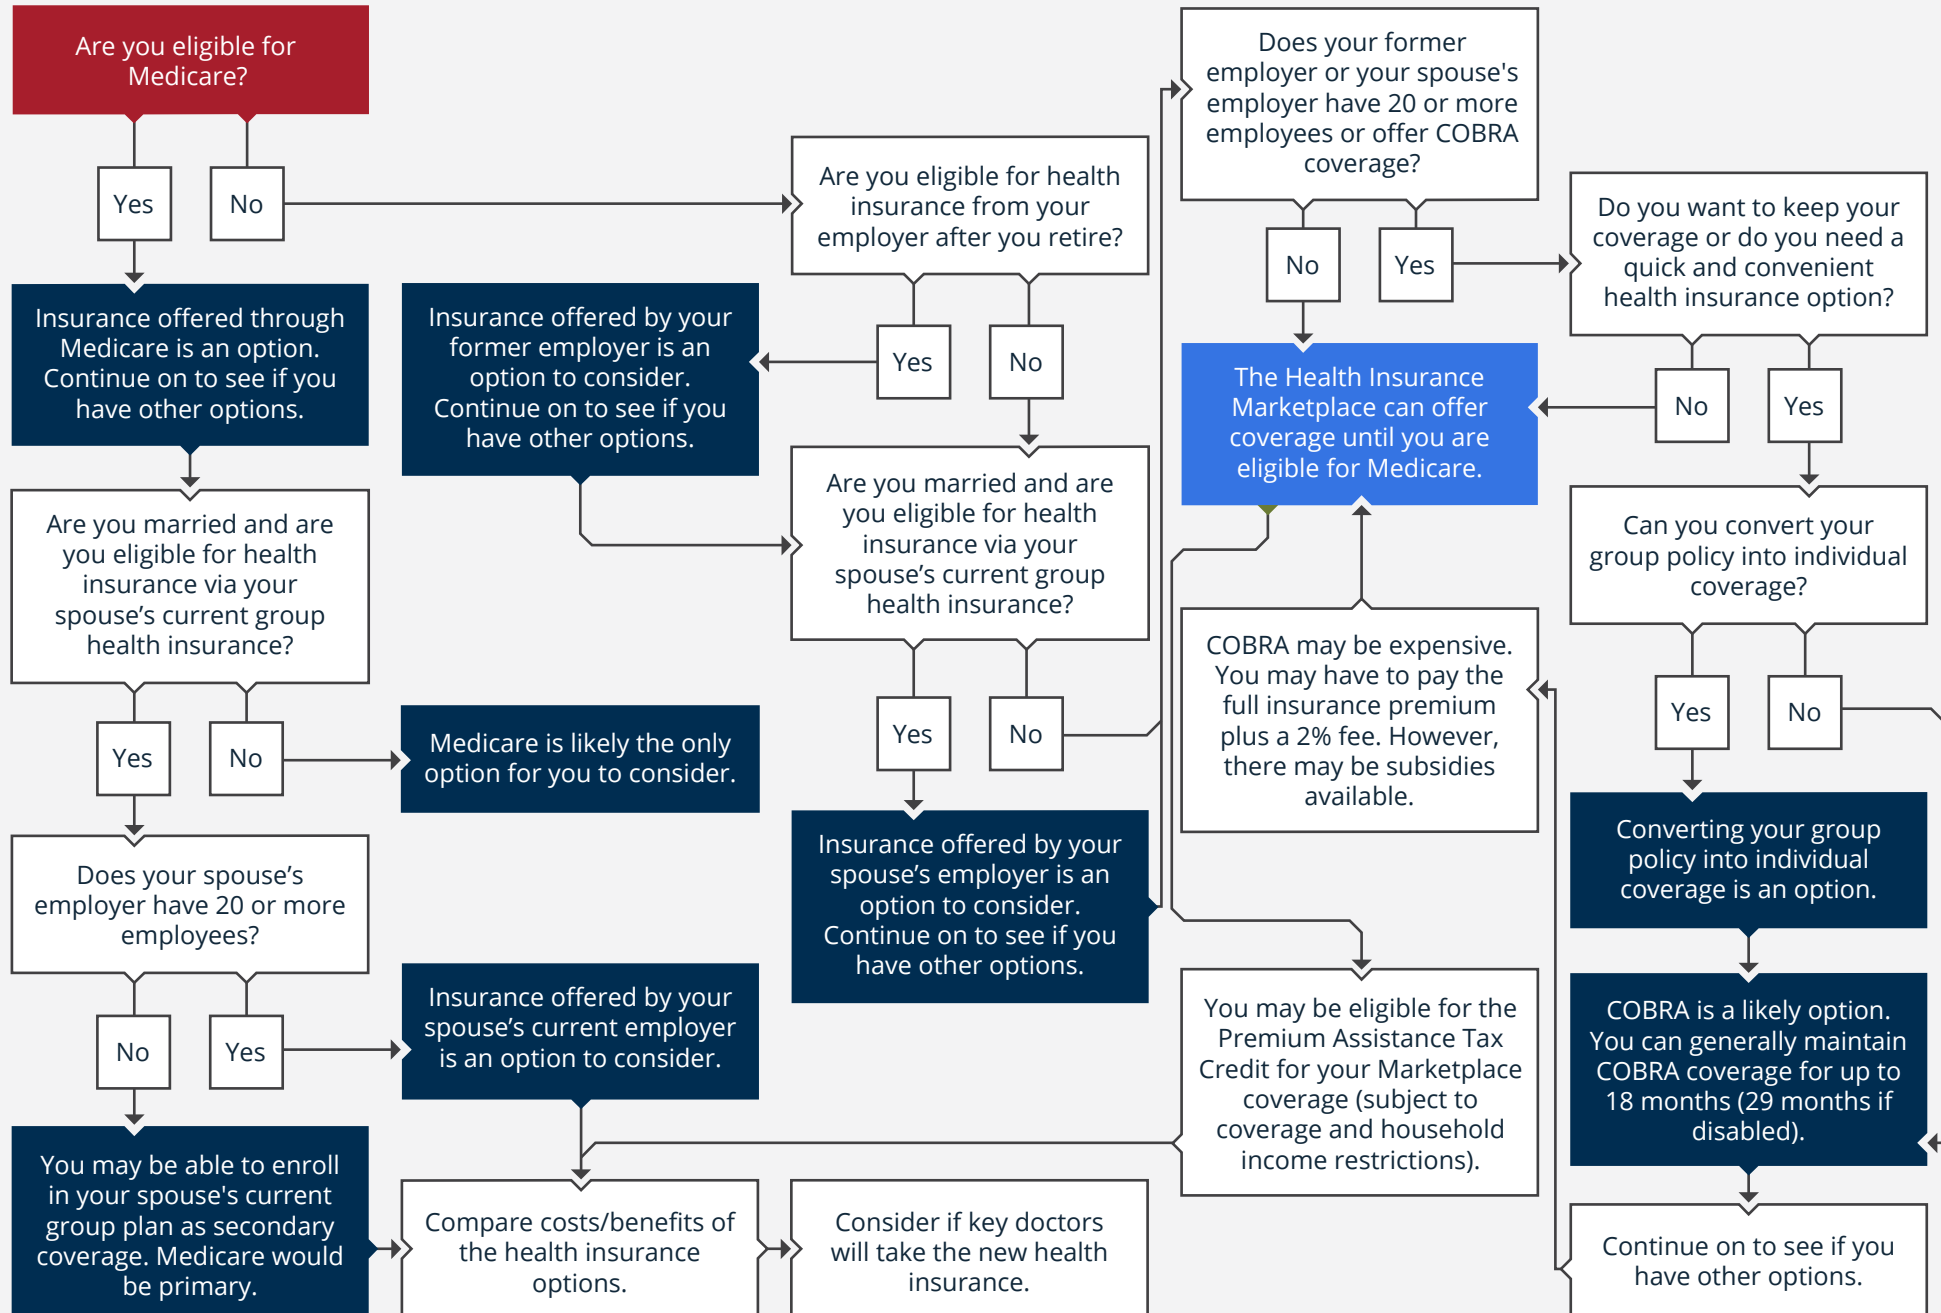 Are you eligible for
Medicare?
Yes
No
Insurance offered through
Medicare is an option.
Continue on to see if you
have other options.
Are you married and are
you eligible for health
insurance via your
spouse’s current group
health insurance?
Yes
No
Medicare is likely the only
option for you to consider.
Does your spouse’s
employer have 20 or more
employees?
No
Yes
Insurance offered by your
spouse’s current employer
is an option to consider.
You may be able to enroll
in your spouse's current
group plan as secondary
coverage. Medicare would
be primary.
Compare costs/benefits of
the health insurance
options.
Consider if key doctors
will take the new health
insurance.
Are you eligible for health
insurance from your
employer after you retire?
Yes
No
Insurance offered by your
former employer is an
option to consider.
Continue on to see if you
have other options.
Are you married and are
you eligible for health
insurance via your
spouse’s current group
health insurance?
Yes
No
Insurance offered by your
spouse’s employer is an
option to consider.
Continue on to see if you
have other options.
Does your former
employer or your spouse's
employer have 20 or more
employees or offer COBRA
coverage?
No
Yes
The Health Insurance
Marketplace can offer
coverage until you are
eligible for Medicare.
COBRA may be expensive.
You may have to pay the
full insurance premium
plus a 2% fee. However,
there may be subsidies
available.
You may be eligible for the
Premium Assistance Tax
Credit for your Marketplace
coverage (subject to
coverage and household
income restrictions).
Do you want to keep your
coverage or do you need a
quick and convenient
health insurance option?
No
Yes
Can you convert your
group policy into individual
coverage?
Yes
No
Converting your group
policy into individual
coverage is an option.
COBRA is a likely option.
You can generally maintain
COBRA coverage for up to
18 months (29 months if
disabled).
Continue on to see if you
have other options.